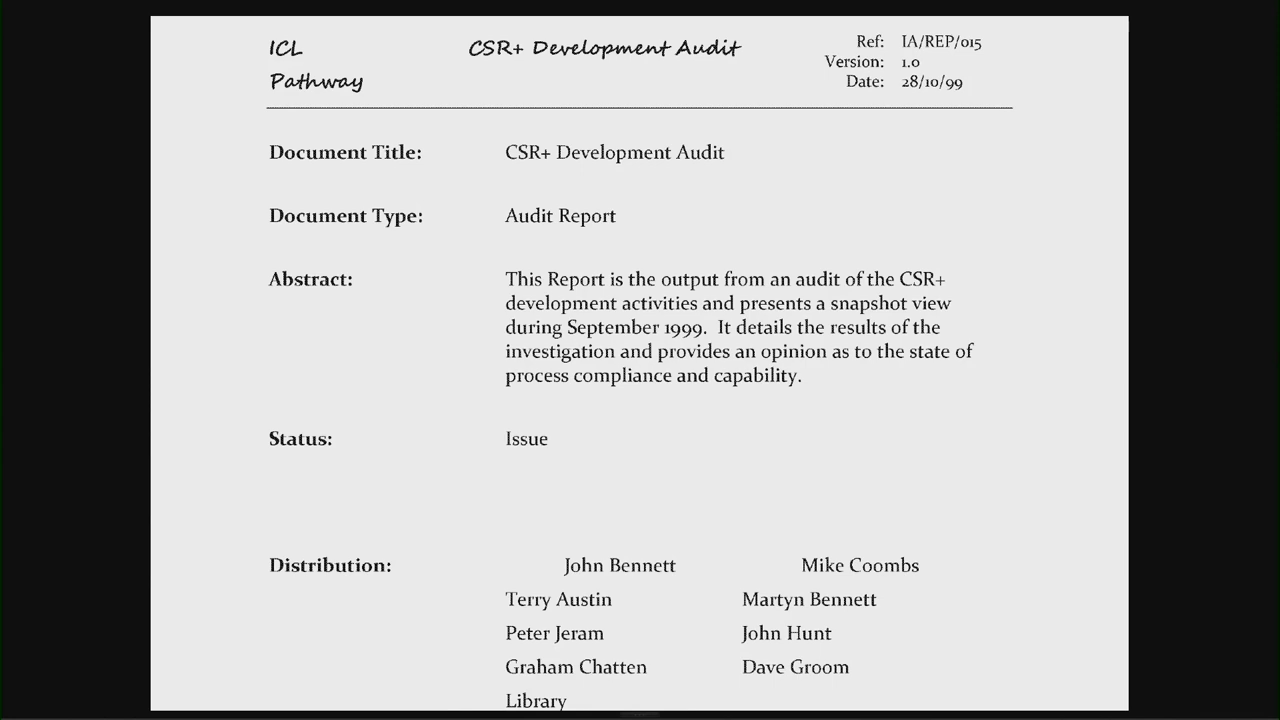 ICL CSR+ Development Audit Ref: IA/REP/015
Version: 1.0
Pathway Date: 28/10/99
Document Title: CSR+ Development Audit
Document Type: Audit Report
Abstract: This Report is the output from an audit of the CSR+
development activities and presents a snapshot view
during September 1999. It details the results of the
investigation and provides an opinion as to the state of
process compliance and capability.
Status: Issue
Distribution: John Bennett Mike Coombs
Terry Austin Martyn Bennett
Peter Jeram John Hunt
Graham Chatten Dave Groom
Library